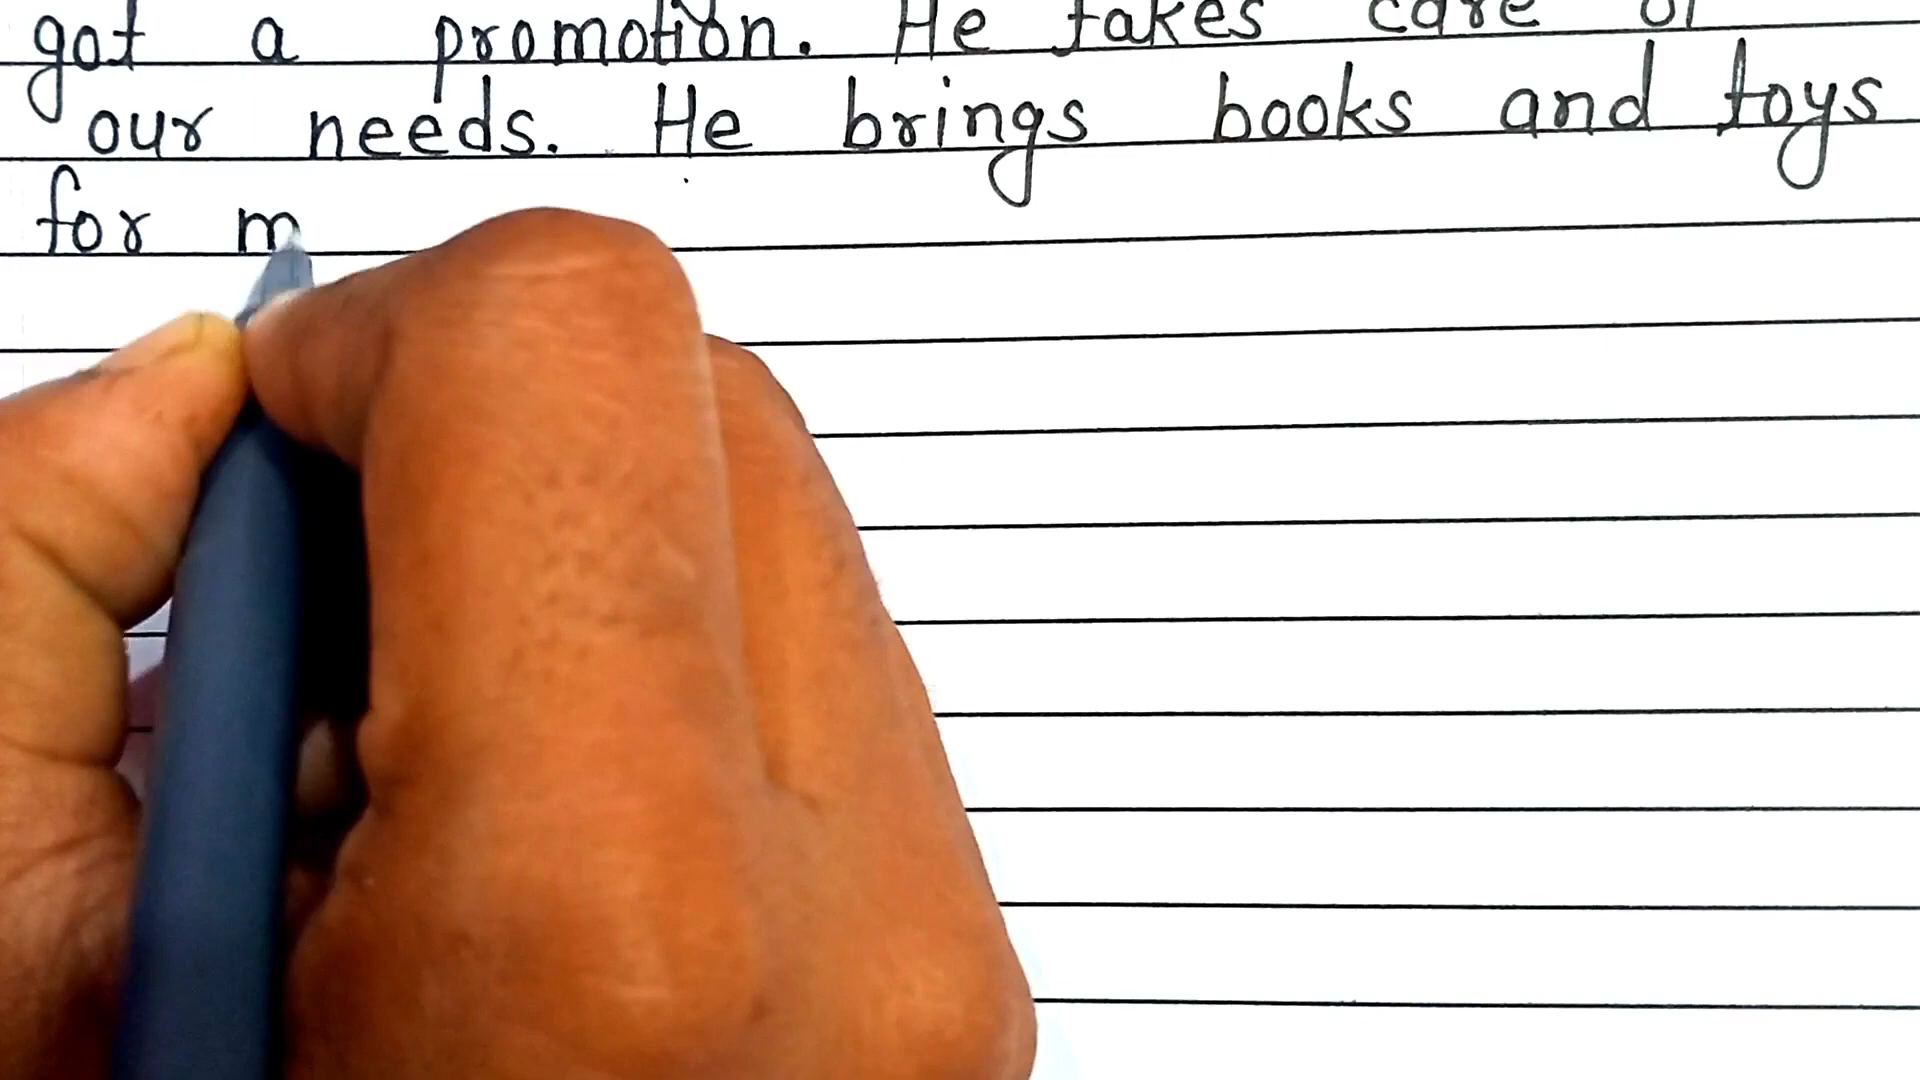 got a promotion. He takes care of
our needs. He brings books and toys
for m